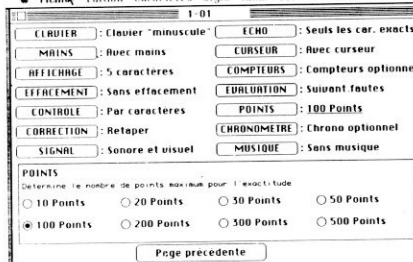 1-01
CLAVIER : Clavier "minuscule" ECHO : Seuls les car. exacts
MAINS : Avec mains CURSEUR : Avec curseur
AFFICHAGE : 5 caractères COMPTEURS : Compteurs optionne
EFFACEMENT : Sans effacement EVALUATION : Suivant fautes
CONTROLE : Par caractères POINTS : 100 Points
CORRECTION : Retaper CHRONOMETRE : Chrono optionnel
SIGNAL : Sonore et visuel MUSIQUE : Sans musique
POINTS
Determine le nombre de points maximum pour l'exactitude
10 Points 20 Points 30 Points 50 Points
100 Points 200 Points 300 Points 500 Points
Page précédente